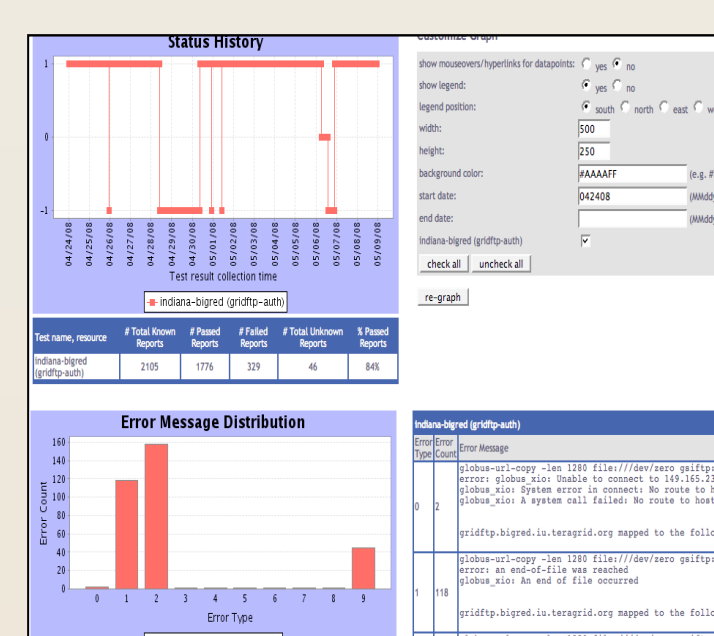 Status History
1
0
-1
04/24/08
04/25/08
04/26/08
04/27/08
04/28/08
04/29/08
04/30/08
05/01/08
05/02/08
05/03/08
05/04/08
05/05/08
05/06/08
05/07/08
05/08/08
05/09/08
Test result collection time
indiana-bigred (gridftp-auth)
Customize Graph
show mouseovers/hyperlinks for datapoints: yes no
show legend: yes no
legend position: south north east
width: 500
height: 250
background color: #AAAAFF (e.g. #
start date: 042408 (MMddy
end date: (MMddy
indiana-bigred (gridftp-auth)
check all uncheck all
re-graph
Test name, resource # Total Known Reports # Passed Reports # Failed Reports # Total Unknown Reports % Passed Reports
indiana-bigred (gridftp-auth) 2105 1776 329 46 84%
Error Message Distribution
Error Count
160
140
120
100
80
60
40
20
0
0 1 2 3 4 5 6 7 8 9
Error Type
indiana-bigred (gridftp-auth)
Error Type Error Count Error Message
0 2
globus-url-copy -len 1280 file:///dev/zero gsiftp:
error: globus_xio: Unable to connect to 149.165.23
globus_xio: System error in connect: No route to h
globus_xio: A system call failed: No route to host
gridftp.bigred.iu.teragrid.org mapped to the follo
1 118
globus-url-copy -len 1280 file:///dev/zero gsiftp:
error: an end-of-file was reached
globus_xio: An end of file occurred
gridftp.bigred.iu.teragrid.org mapped to the follo